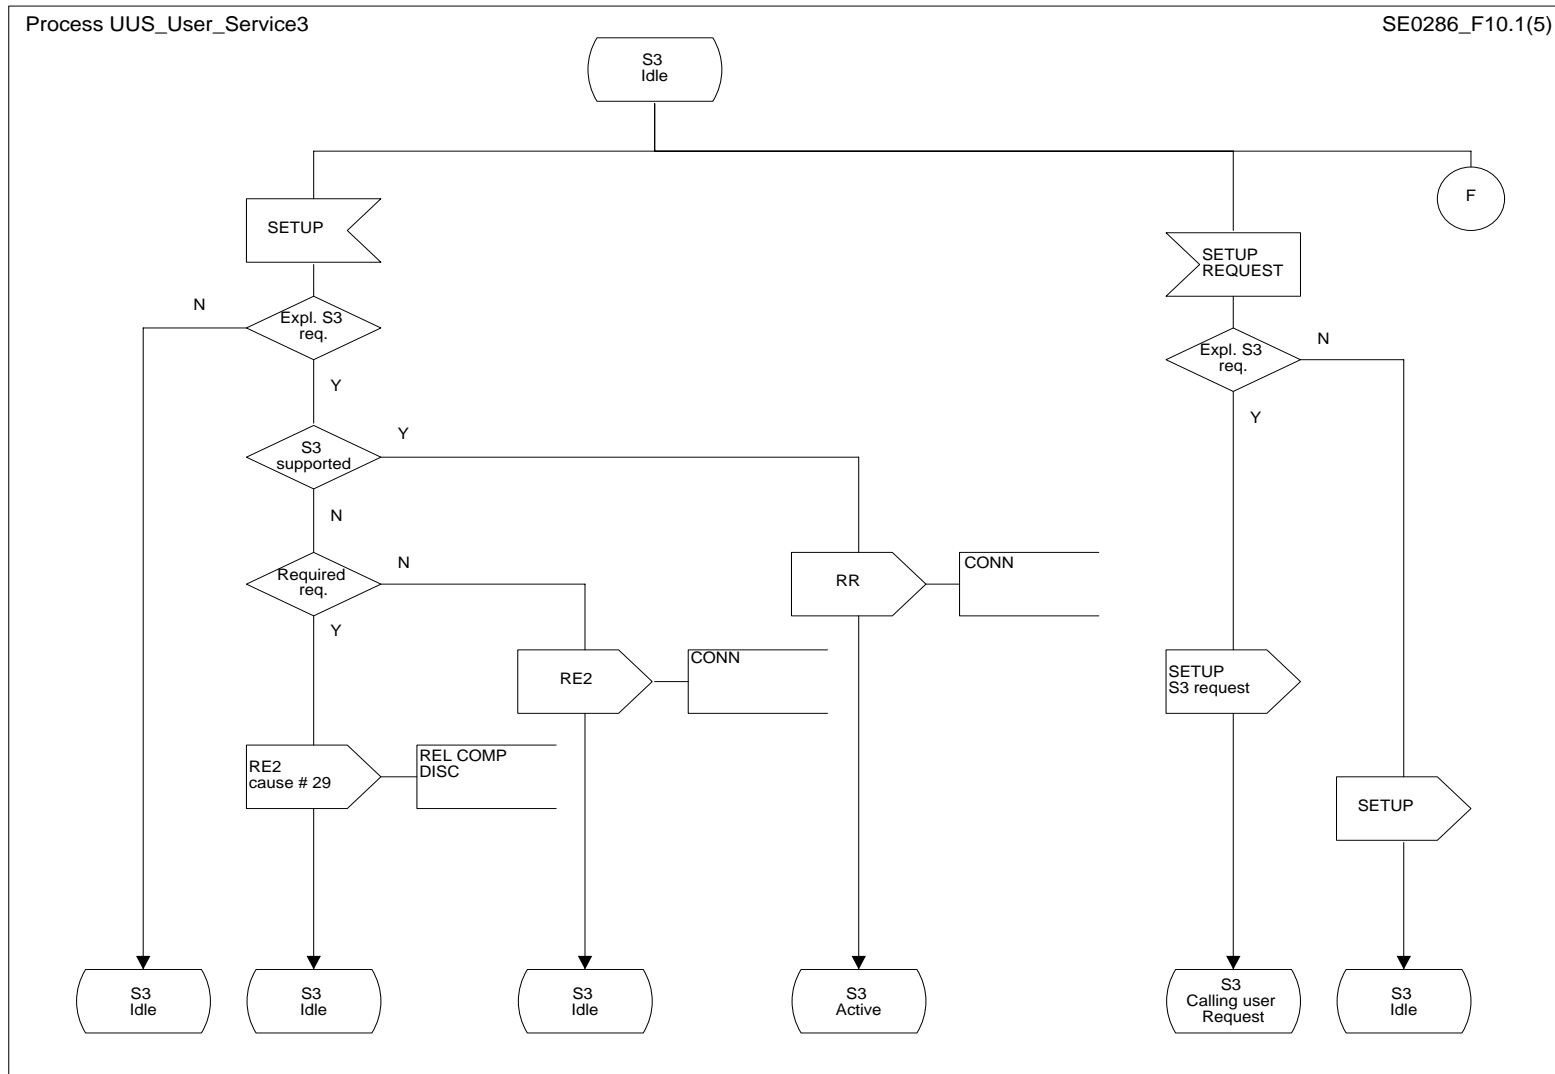 Process UUS_User_Service3
SE0286_F10.1(5)
S3
Idle
F
SETUP
SETUP
REQUEST
N
Expl. S3
req.
Y
Expl. S3
req.
N
Y
S3
supported
Y
N
Required
req.
N
Y
RR
CONN
RE2
CONN
SETUP
S3 request
RE2
cause # 29
REL COMP
DISC
SETUP
S3
Idle
S3
Idle
S3
Idle
S3
Active
S3
Calling user
Request
S3
Idle